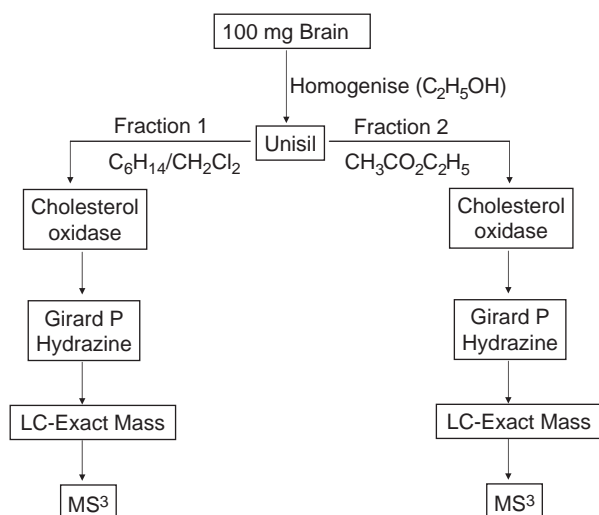 100 mg Brain
Homogenise (C₂H₅OH)
Fraction 1
Unisil
Fraction 2
C₆H₁₄/CH₂Cl₂
CH₃CO₂C₂H₅
Cholesterol
oxidase
Cholesterol
oxidase
Girard P
Hydrazine
Girard P
Hydrazine
LC-Exact Mass
LC-Exact Mass
MS³
MS³